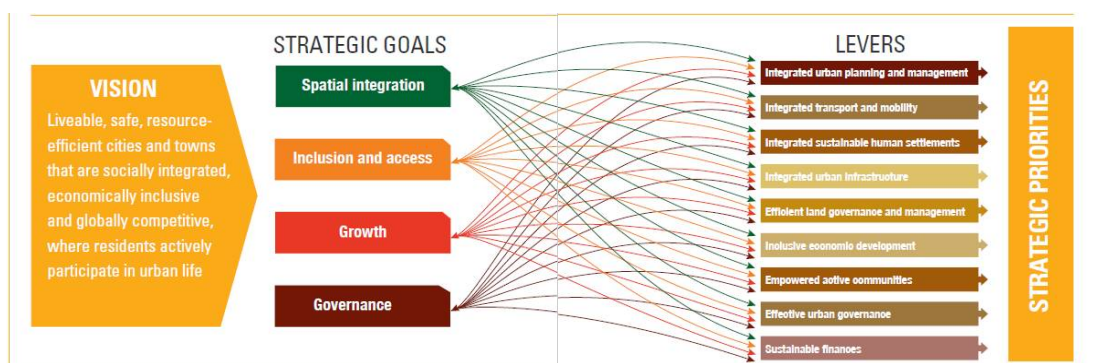 VISION
Liveable, safe, resource-
efficient cities and towns
that are socially integrated,
economically inclusive
and globally competitive,
where residents actively
participate in urban life
STRATEGIC GOALS
Spatial integration
Inclusion and access
Growth
Governance
LEVERS
Integrated urban planning and management
Integrated transport and mobility
Integrated sustainable human settlements
Integrated urban infrastructure
Efficient land governance and management
Inclusive economic development
Empowered active communities
Effective urban governance
Sustainable finances
STRATEGIC PRIORITIES